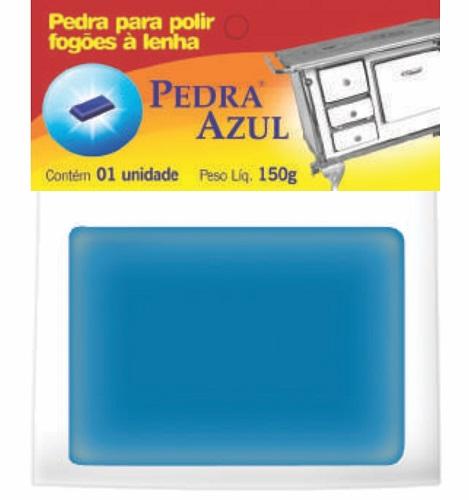 Pedra para polir
fogões à lenha
PEDRA®
AZUL
Contém 01 unidade Peso Líq. 150g